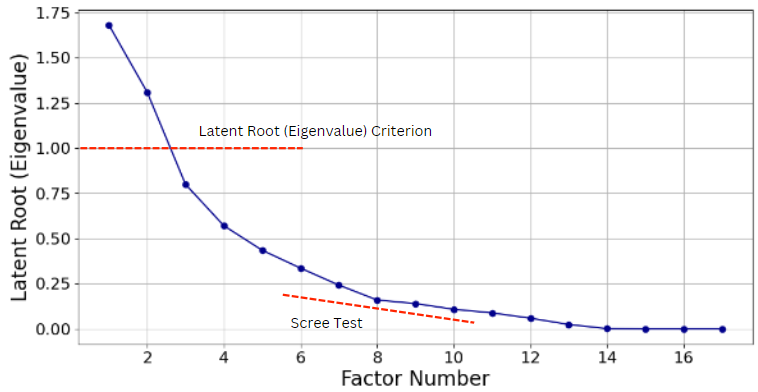 1.75
1.50
1.25
1.00
0.75
0.50
0.25
0.00
Latent Root (Eigenvalue)
Latent Root (Eigenvalue) Criterion
Scree Test
2 4 6 8 10 12 14 16
Factor Number